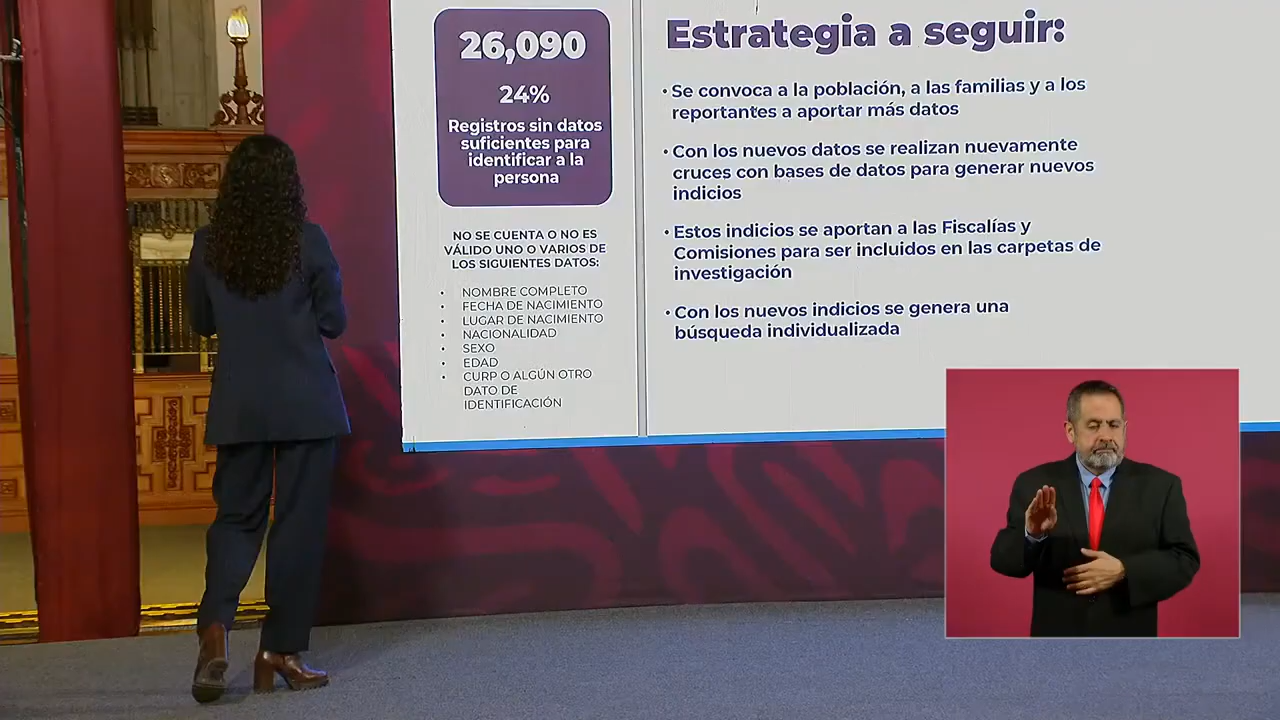 26,090
24%
Registros sin datos
suficientes para
identificar a la
persona
NO SE CUENTA O NO ES
VÁLIDO UNO O VARIOS DE
LOS SIGUIENTES DATOS:
• NOMBRE COMPLETO
• FECHA DE NACIMIENTO
• LUGAR DE NACIMIENTO
• NACIONALIDAD
• SEXO
• EDAD
• CURP O ALGÚN OTRO
DATO DE
IDENTIFICACIÓN
Estrategia a seguir:
• Se convoca a la población, a las familias y a los
reportantes a aportar más datos
• Con los nuevos datos se realizan nuevamente
cruces con bases de datos para generar nuevos
indicios
• Estos indicios se aportan a las Fiscalías y
Comisiones para ser incluidos en las carpetas de
investigación
• Con los nuevos indicios se genera una
búsqueda individualizada